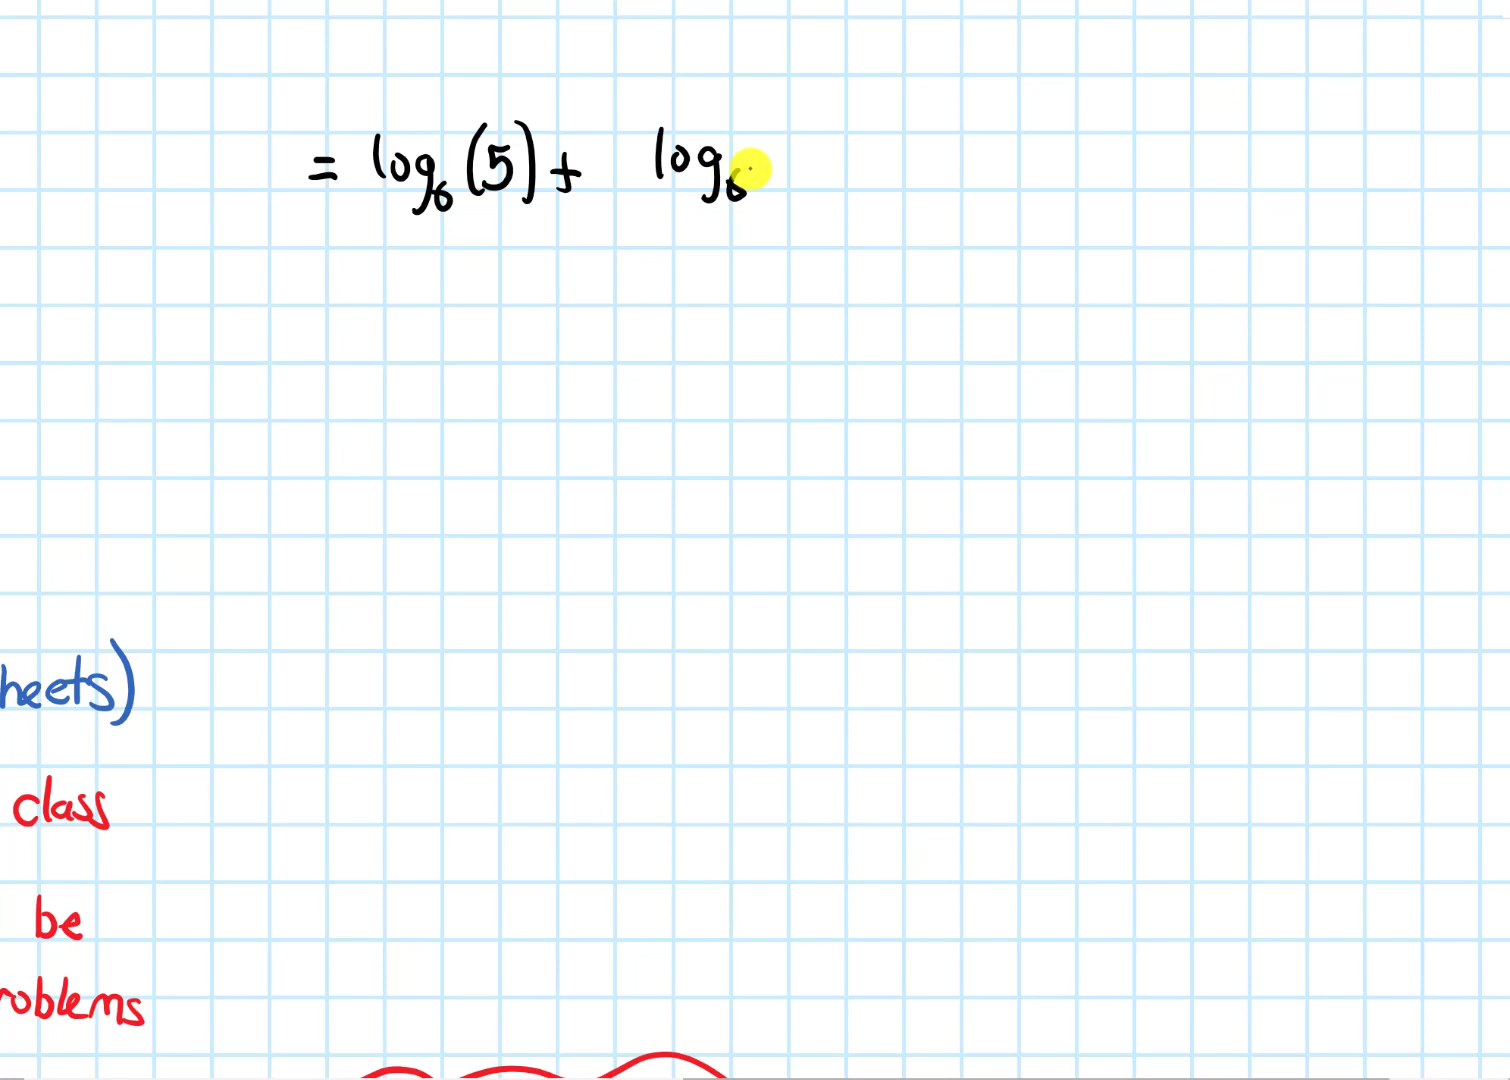 = log₆(5) + log₆
heets)
class
be
roblems